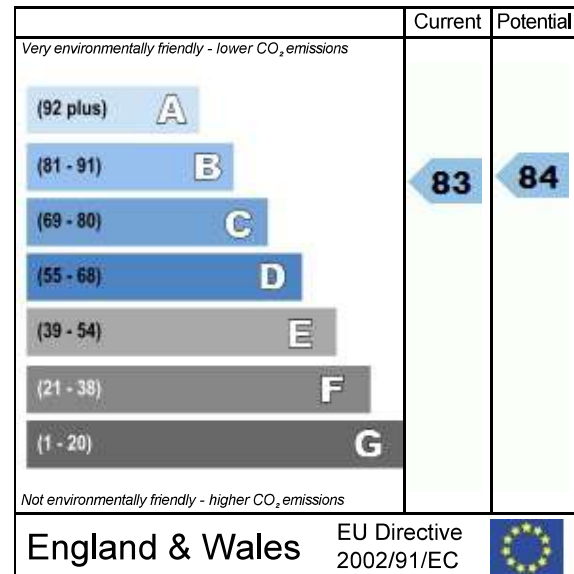 Current Potential
Very environmentally friendly - lower CO₂ emissions
(92 plus) A
(81 - 91) B
83 84
(69 - 80) C
(55 - 68) D
(39 - 54) E
(21 - 38) F
(1 - 20) G
Not environmentally friendly - higher CO₂ emissions
England & Wales
EU Directive
2002/91/EC